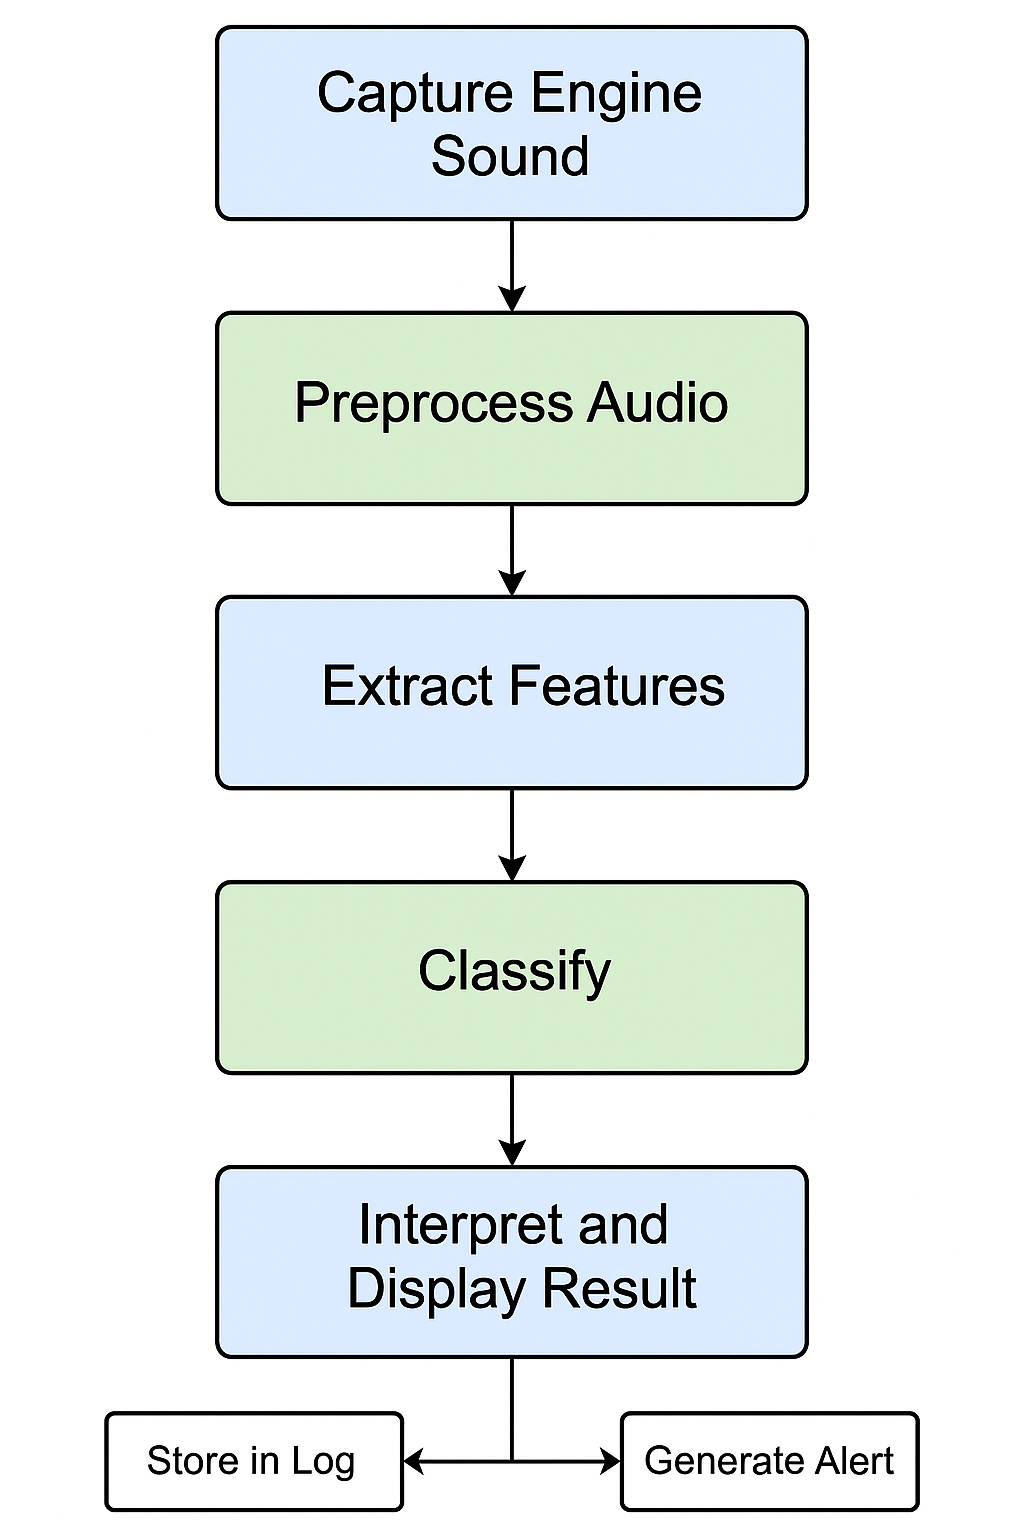 Capture Engine
Sound
Preprocess Audio
Extract Features
Classify
Interpret and
Display Result
Store in Log
Generate Alert